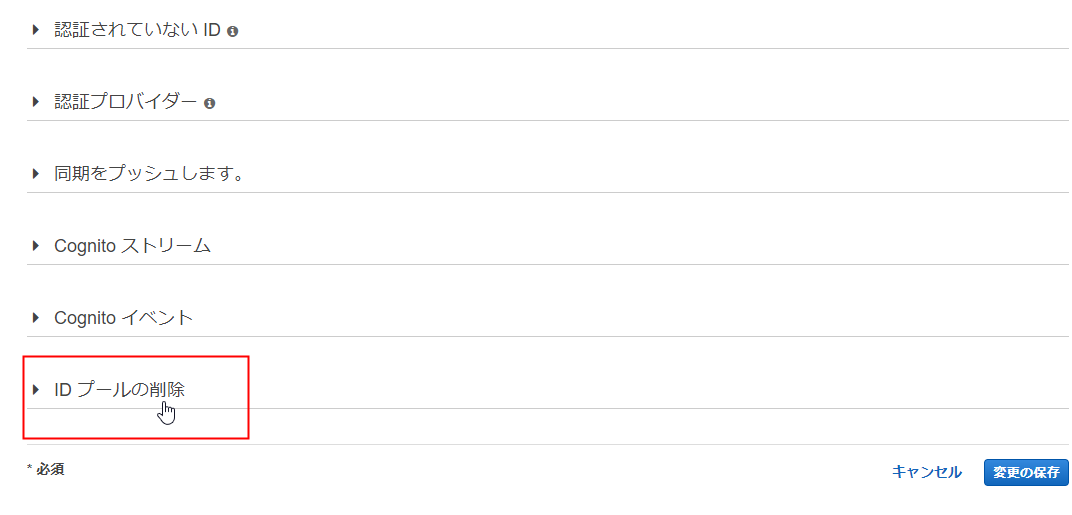 認証されていない ID
認証プロバイダー
同期をプッシュします。
Cognito ストリーム
Cognito イベント
ID プールの削除
* 必須
キャンセル
変更の保存